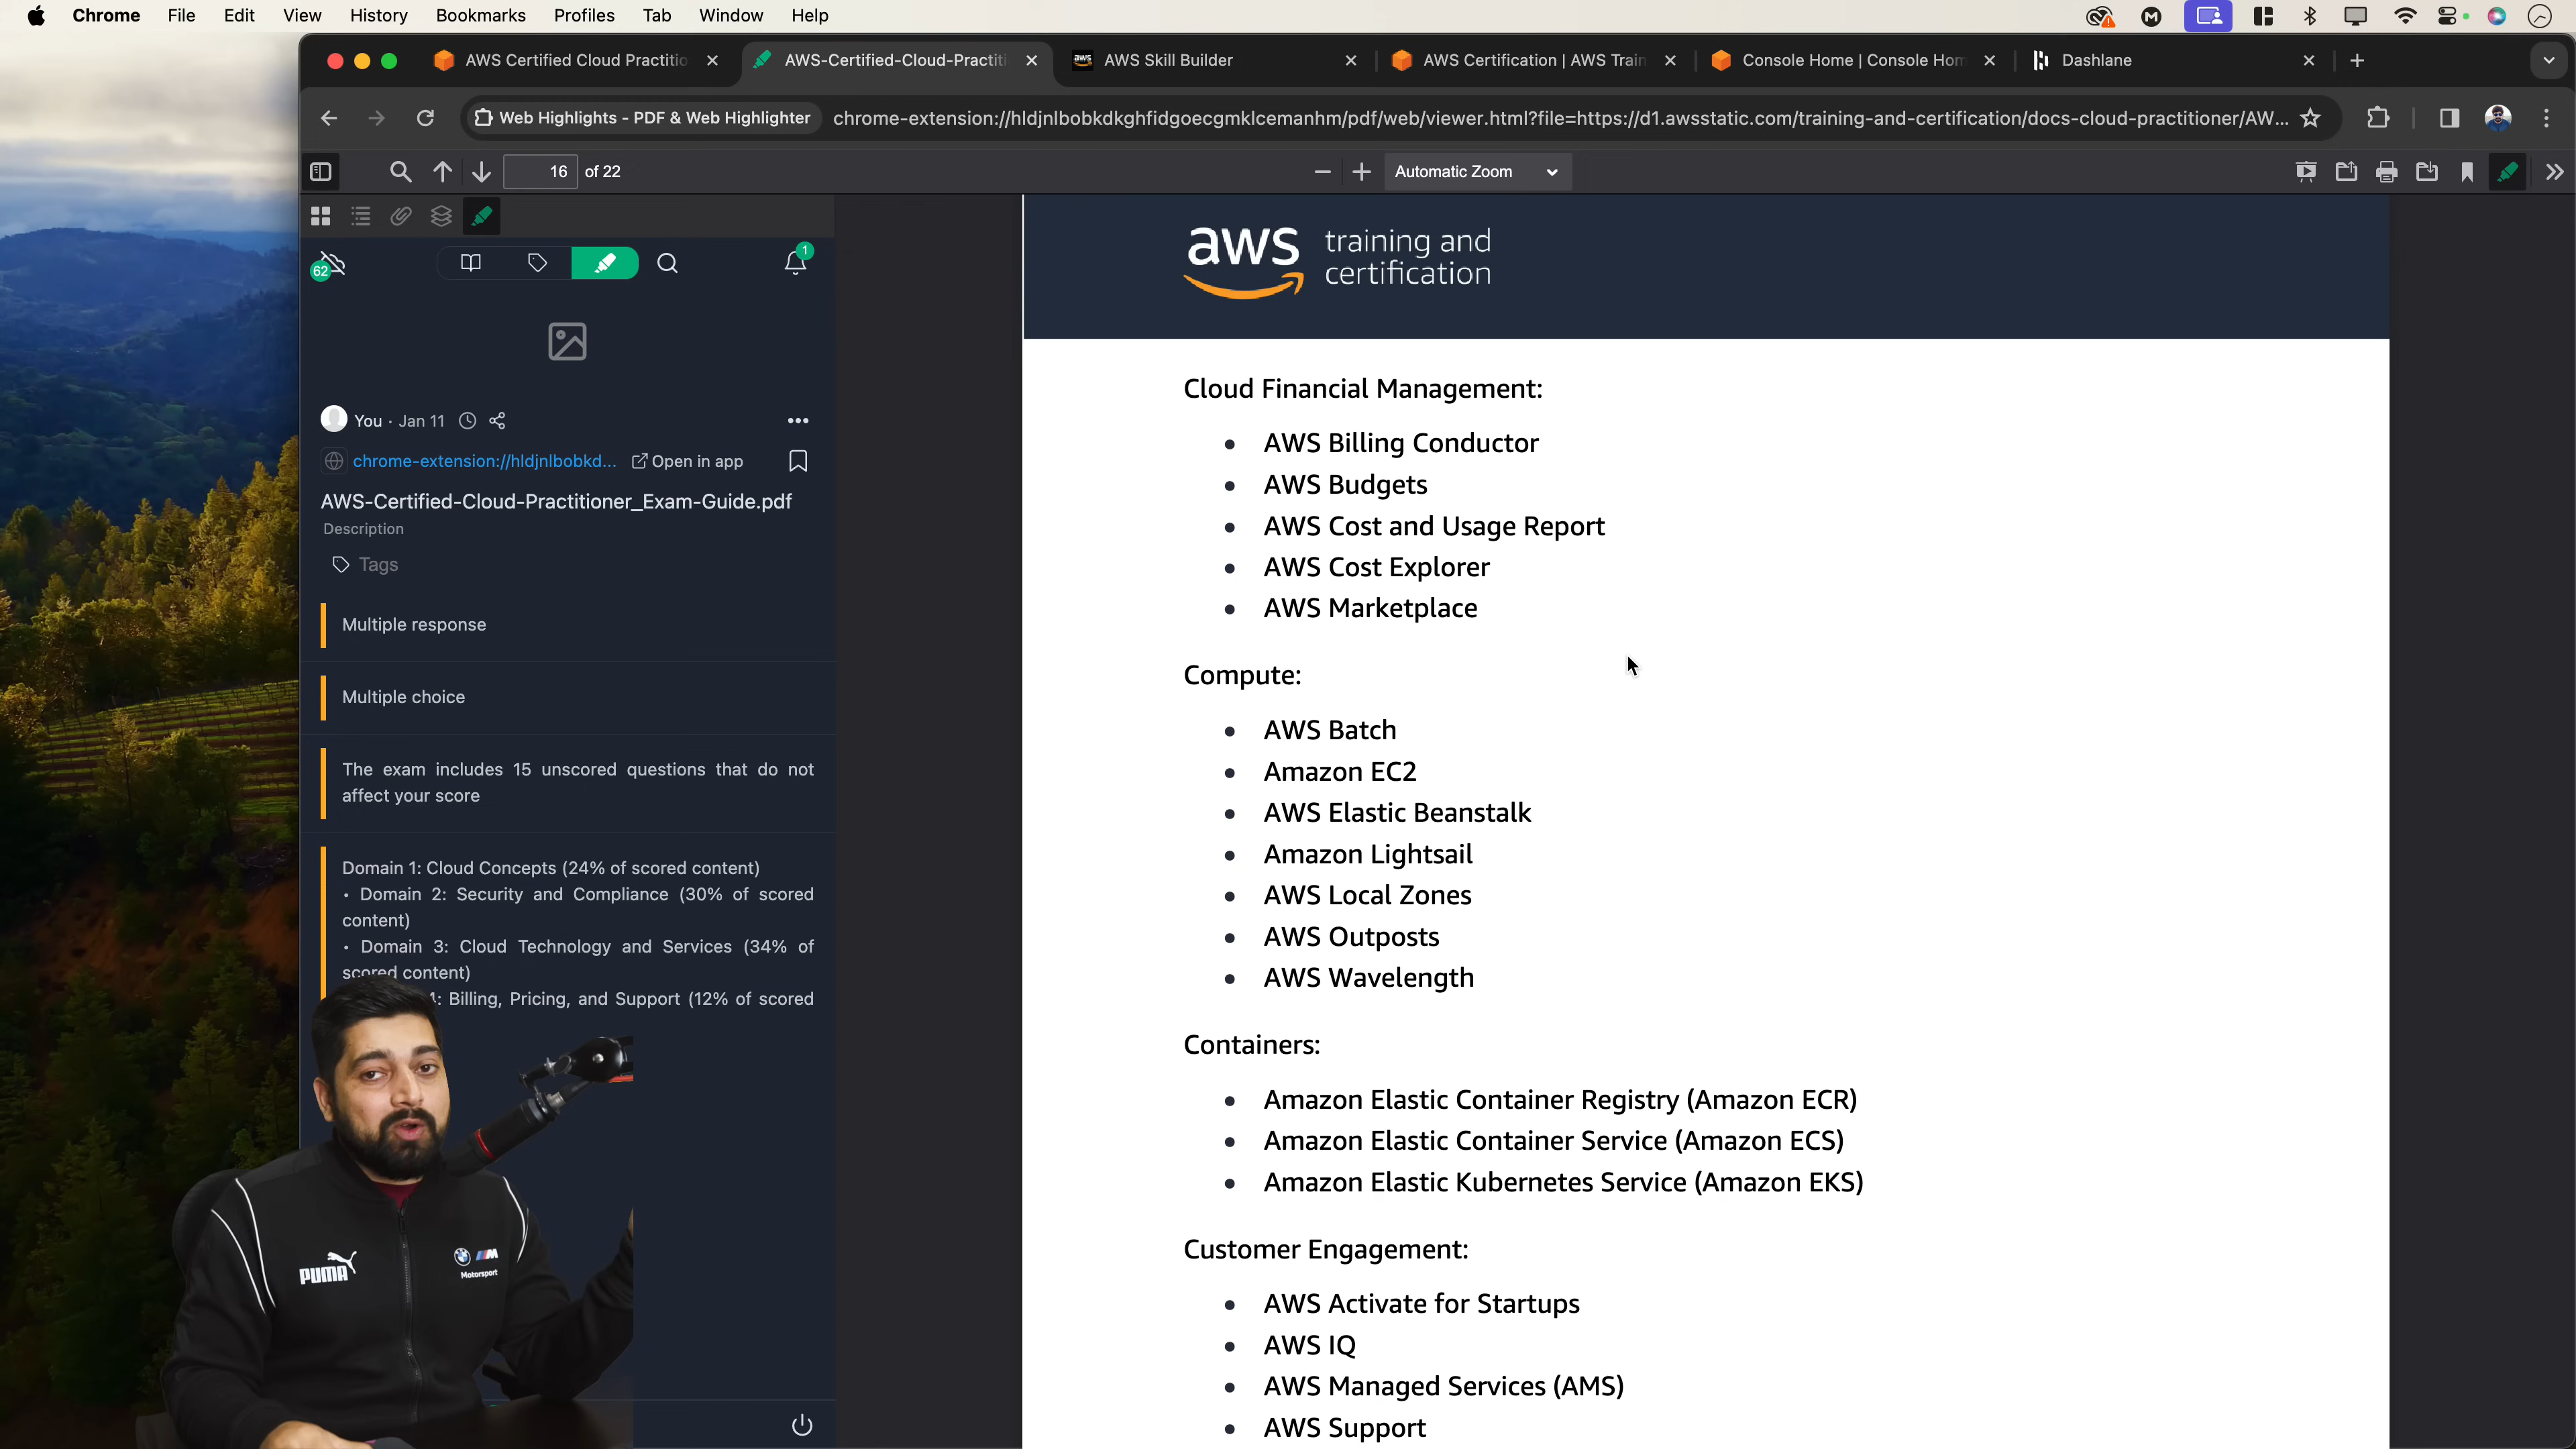 Chrome File Edit View History Bookmarks Profiles Tab Window Help
AWS Certified Cloud Practitio
AWS-Certified-Cloud-Practiti
aws AWS Skill Builder
AWS Certification | AWS Train
Console Home | Console Hom
Dashlane
Web Highlights - PDF & Web Highlighter
chrome-extension://hldjnlbobkdkghfidgoecgmklcemanhm/pdf/web/viewer.html?file=https://d1.awsstatic.com/training-and-certification/docs-cloud-practitioner/AW...
16 of 22
Automatic Zoom
62
1
You · Jan 11
chrome-extension://hldjnlbobkd... Open in app
AWS-Certified-Cloud-Practitioner_Exam-Guide.pdf
Description
Tags
Multiple response
Multiple choice
The exam includes 15 unscored questions that do not
affect your score
Domain 1: Cloud Concepts (24% of scored content)
• Domain 2: Security and Compliance (30% of scored
content)
• Domain 3: Cloud Technology and Services (34% of
scored content)
4: Billing, Pricing, and Support (12% of scored
PUMA
M
Motorsport
aws training and
certification
Cloud Financial Management:
• AWS Billing Conductor
• AWS Budgets
• AWS Cost and Usage Report
• AWS Cost Explorer
• AWS Marketplace
Compute:
• AWS Batch
• Amazon EC2
• AWS Elastic Beanstalk
• Amazon Lightsail
• AWS Local Zones
• AWS Outposts
• AWS Wavelength
Containers:
• Amazon Elastic Container Registry (Amazon ECR)
• Amazon Elastic Container Service (Amazon ECS)
• Amazon Elastic Kubernetes Service (Amazon EKS)
Customer Engagement:
• AWS Activate for Startups
• AWS IQ
• AWS Managed Services (AMS)
• AWS Support